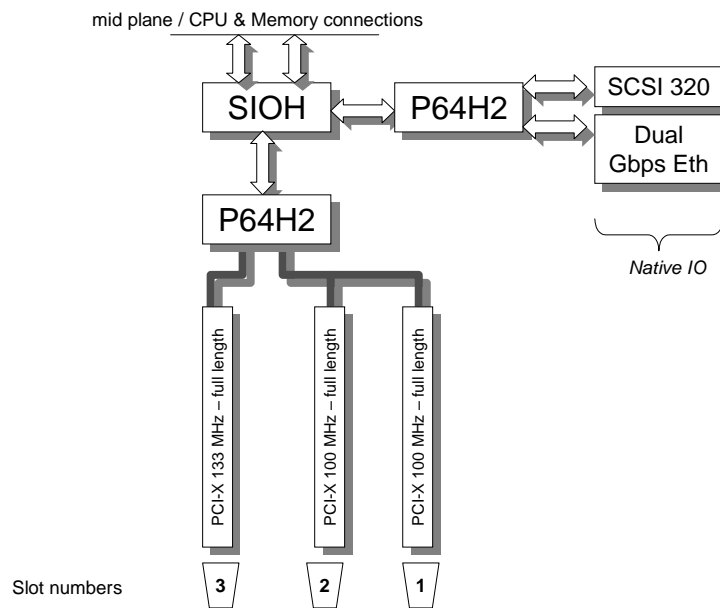 mid plane / CPU & Memory connections
SIOH
P64H2
SCSI 320
Dual
Gbps Eth
Native IO
P64H2
PCI-X 133 MHz – full length
PCI-X 100 MHz – full length
PCI-X 100 MHz – full length
Slot numbers
3
2
1